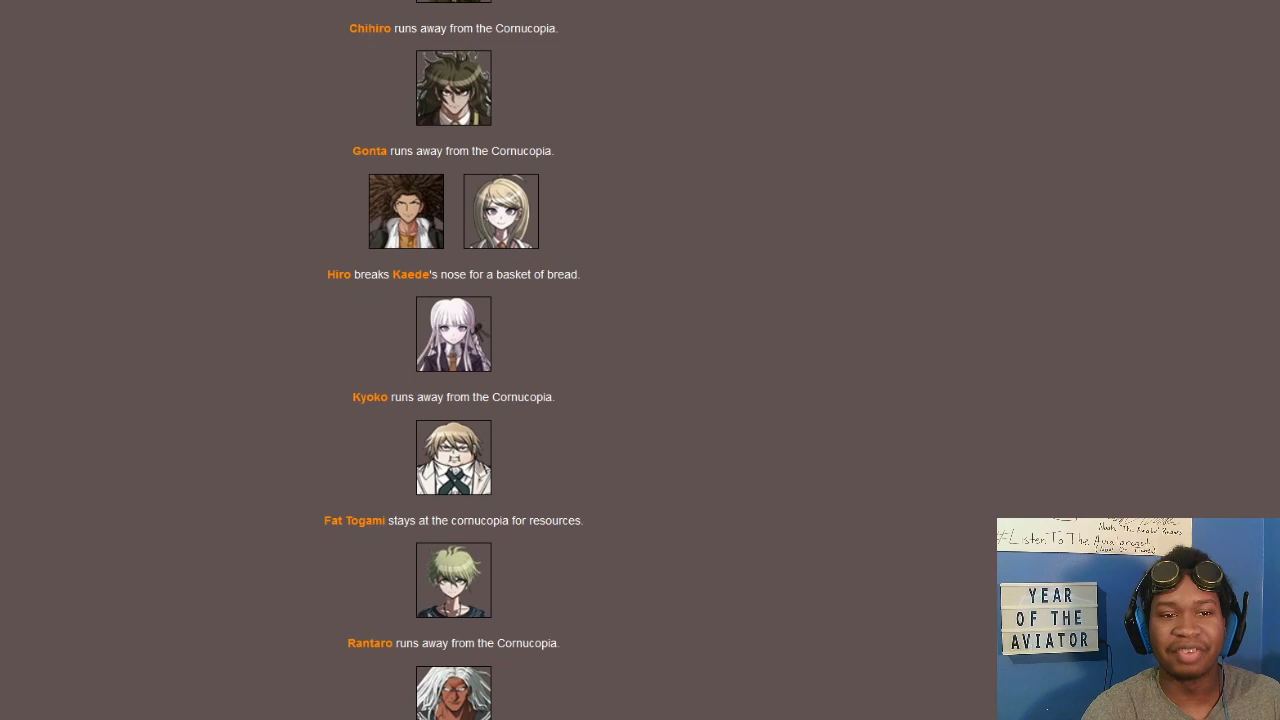 Chihiro runs away from the Cornucopia.
Gonta runs away from the Cornucopia.
Hiro breaks Kaede's nose for a basket of bread.
Kyoko runs away from the Cornucopia.
Fat Togami stays at the cornucopia for resources.
Rantaro runs away from the Cornucopia.
#ListenToTheAviatorcast
YEAR
OF THE
AVIATOR